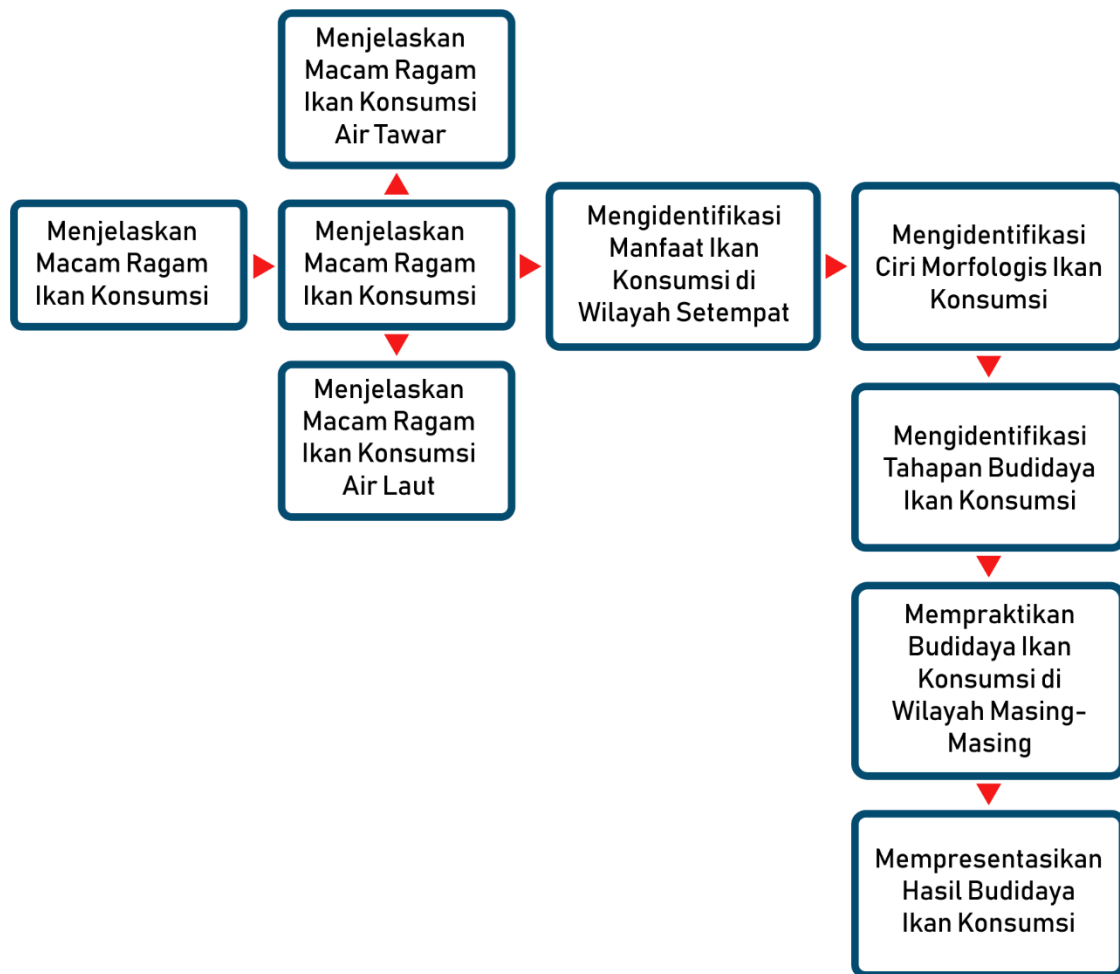 Menjelaskan
Macam Ragam
Ikan Konsumsi
Air Tawar
Menjelaskan
Macam Ragam
Ikan Konsumsi
Menjelaskan
Macam Ragam
Ikan Konsumsi
Mengidentifikasi
Manfaat Ikan
Konsumsi di
Wilayah Setempat
Mengidentifikasi
Ciri Morfologis Ikan
Konsumsi
Menjelaskan
Macam Ragam
Ikan Konsumsi
Air Laut
Mengidentifikasi
Tahapan Budidaya
Ikan Konsumsi
Mempraktikan
Budidaya Ikan
Konsumsi di
Wilayah Masing-
Masing
Mempresentasikan
Hasil Budidaya
Ikan Konsumsi